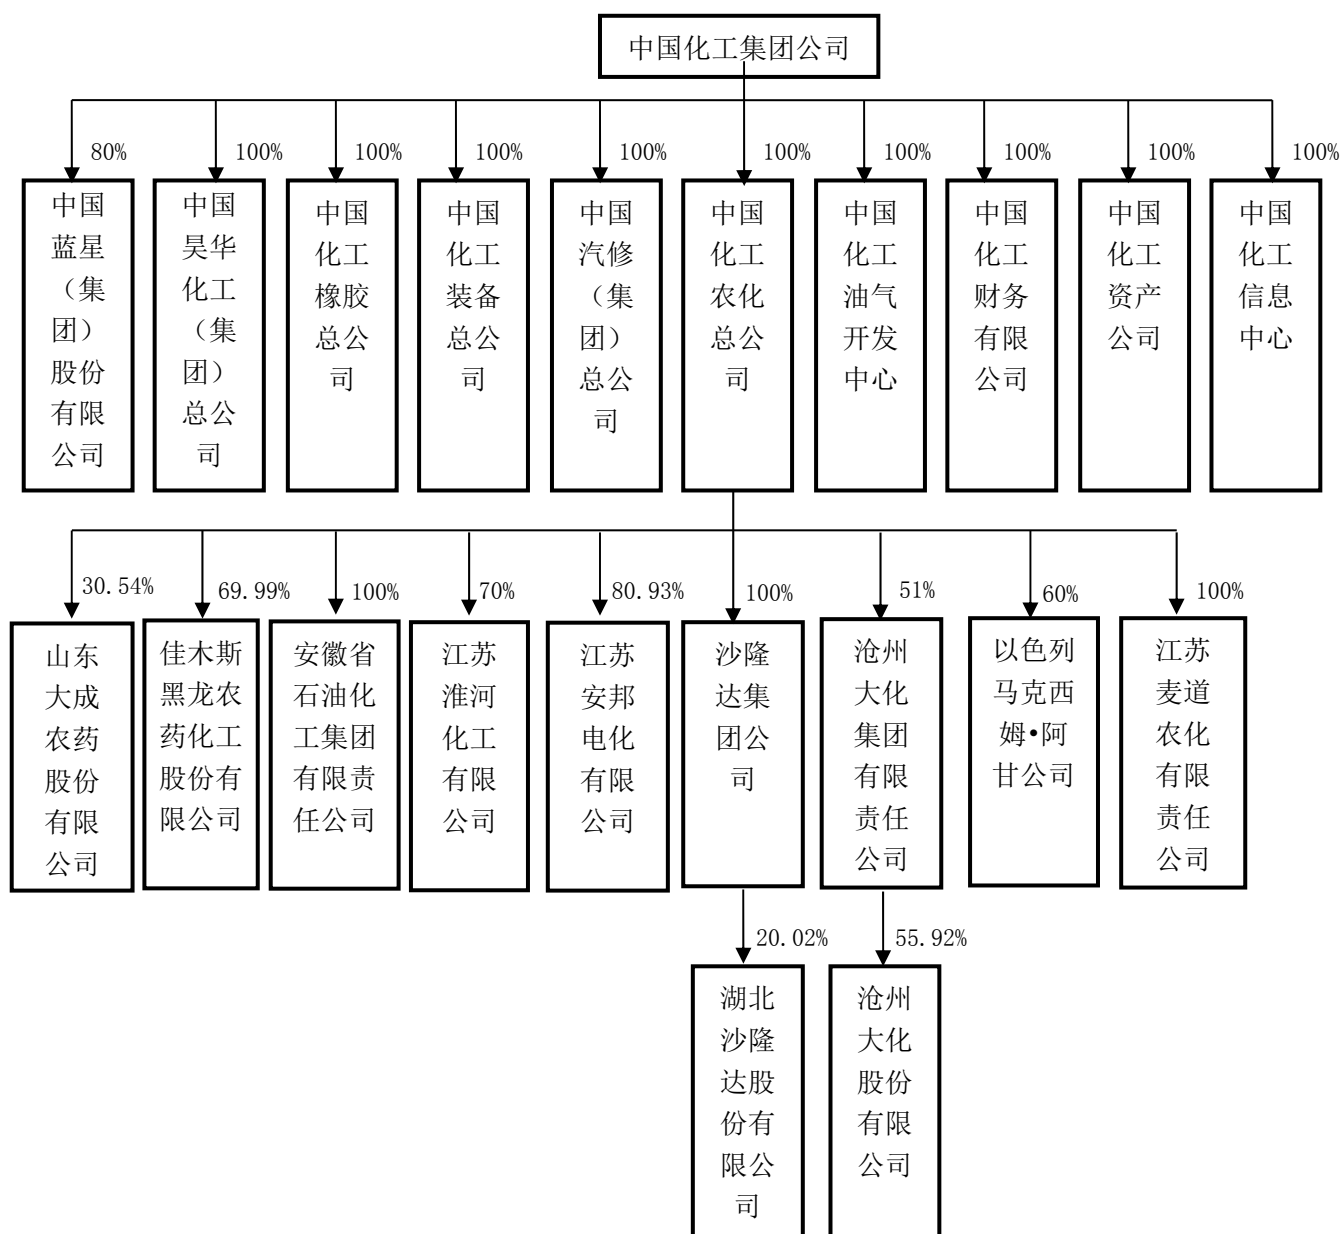 中国化工集团公司
80%
100%
100%
100%
100%
100%
100%
100%
100%
100%
中国
蓝星
（集
团）
股份
有限
公司
中国
昊华
化工
（集
团）
总公
司
中国
化工
橡胶
总公
司
中国
化工
装备
总公
司
中国
汽修
（集
团）
总公
司
中国
化工
农化
总公
司
中国
化工
油气
开发
中心
中国
化工
财务
有限
公司
中国
化工
资产
公司
中国
化工
信息
中心
30.54%
69.99%
100%
70%
80.93%
100%
51%
60%
100%
山东
大成
农药
股份
有限
公司
佳木斯
黑龙农
药化工
股份有
限公司
安徽省
石油化
工集团
有限责
任公司
江苏
淮河
化工
有限
公司
江苏
安邦
电化
有限
公司
沙隆
达集
团公
司
沧州
大化
集团
有限
责任
公司
以色列
马克西
姆•阿
甘公司
江苏
麦道
农化
有限
责任
公司
20.02%
55.92%
湖北
沙隆
达股
份有
限公
司
沧州
大化
股份
有限
公司